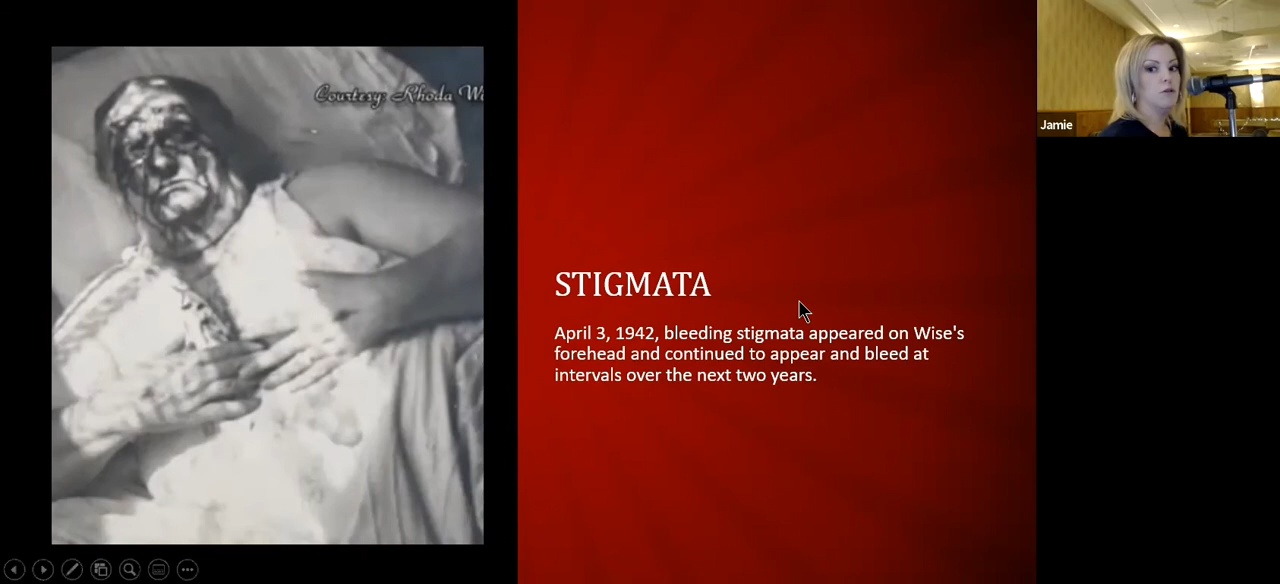 Courtesy: Rhoda
STIGMATA
April 3, 1942, bleeding stigmata appeared on Wise's
forehead and continued to appear and bleed at
intervals over the next two years.
Jamie